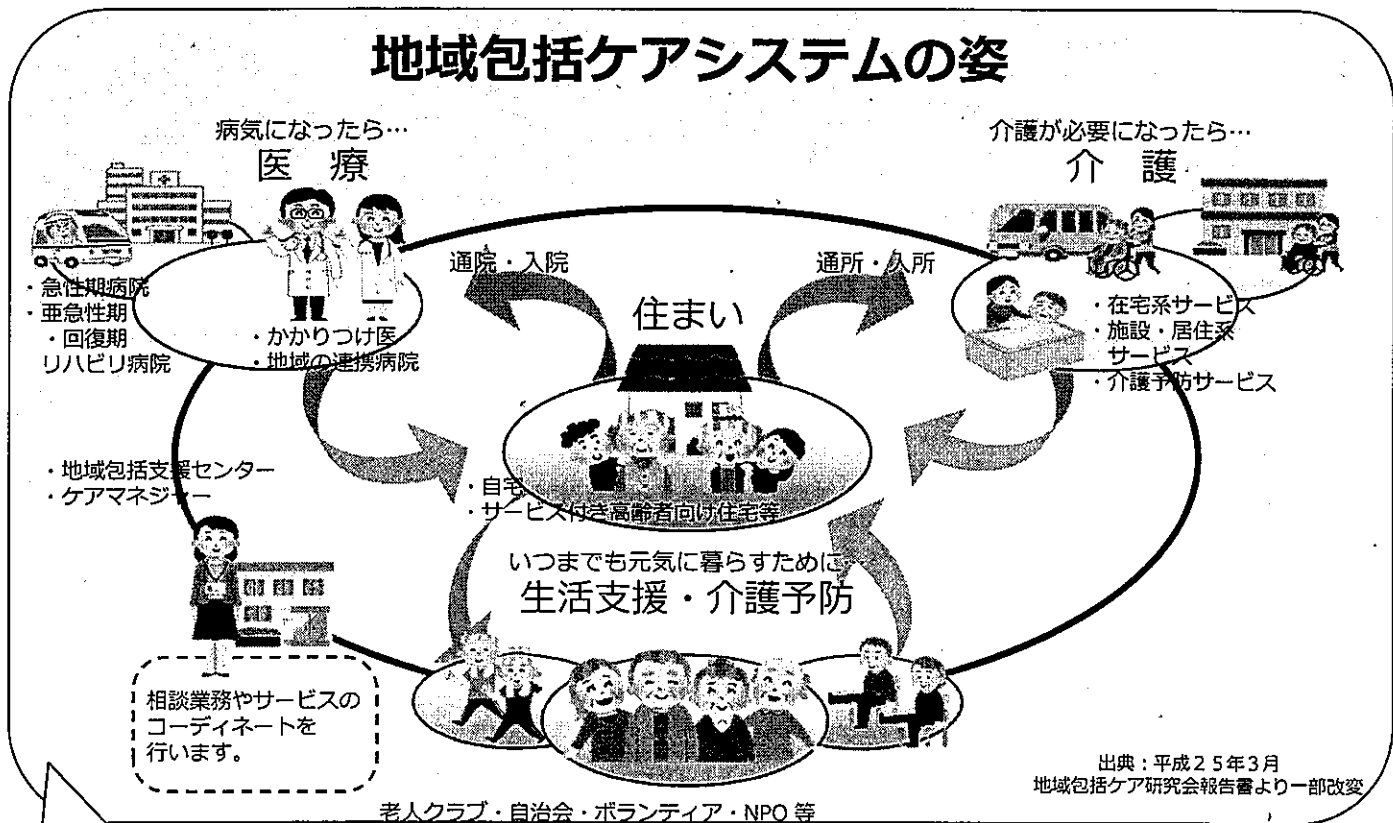 地域包括ケアシステムの姿
病気になったら…
医 療
介護が必要になったら…
介 護
通院・入院
通所・入所
・急性期病院
・亜急性期
・回復期
リハビリ病院
・かかりつけ医
・地域の連携病院
住まい
・在宅系サービス
・施設・居住系
サービス
・介護予防サービス
・地域包括支援センター
・ケアマネジャー
・自宅
・サービス付き高齢者向け住宅等
いつまでも元気に暮らすために
生活支援・介護予防
相談業務やサービスの
コーディネートを
行います。
老人クラブ・自治会・ボランティア・NPO 等
出典：平成25年3月
地域包括ケア研究会報告書より一部改変